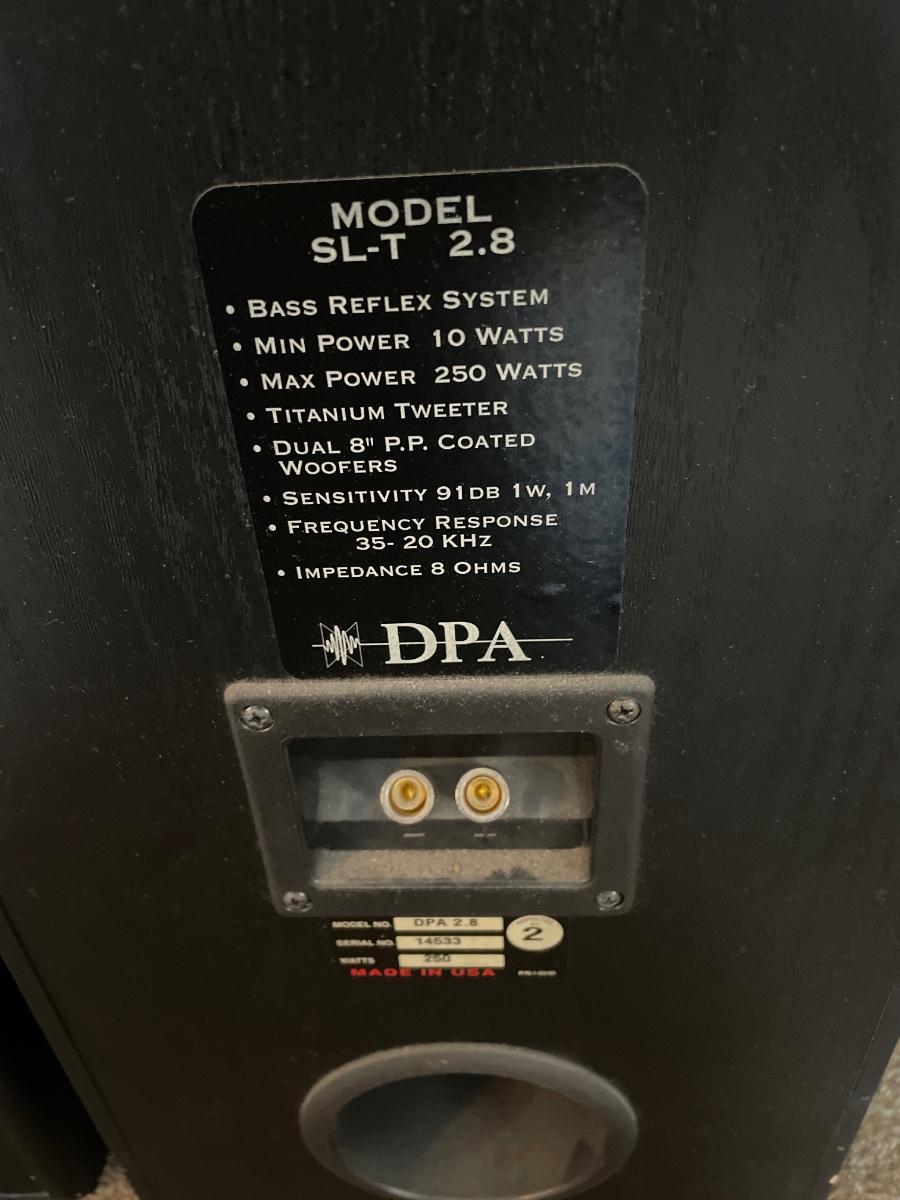 MODEL
SL-T 2.8
• BASS REFLEX SYSTEM
• MIN POWER 10 WATTS
• MAX POWER 250 WATTS
• TITANIUM TWEETER
• DUAL 8" P.P. COATED
WOOFERS
• SENSITIVITY 91DB 1W, 1M
• FREQUENCY RESPONSE
35- 20 KHZ
• IMPEDANCE 8 OHMS
DPA
MODEL NO. DPA 2.8
2
SERIAL NO. 14533
WATTS 250
MADE IN USA